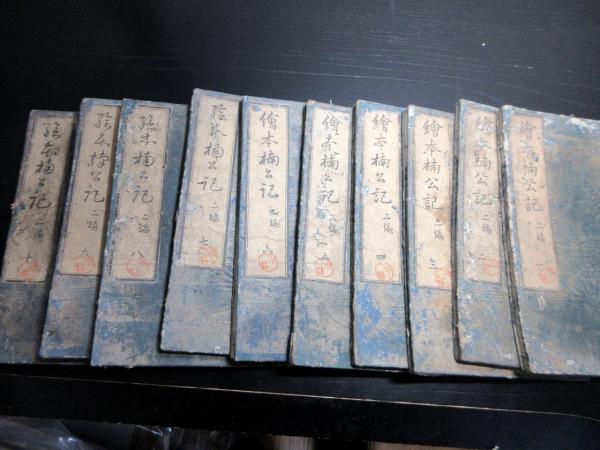 繪本楠公記 二編 一
繪本楠公記 二編 二
繪本楠公記 二編 三
繪本楠公記 二編 四
繪本楠公記 二編 五
繪本楠公記 二編 六
繪本楠公記 二編 七
繪本楠公記 二編 八
繪本楠公記 二編 九
繪本楠公記 二編 十